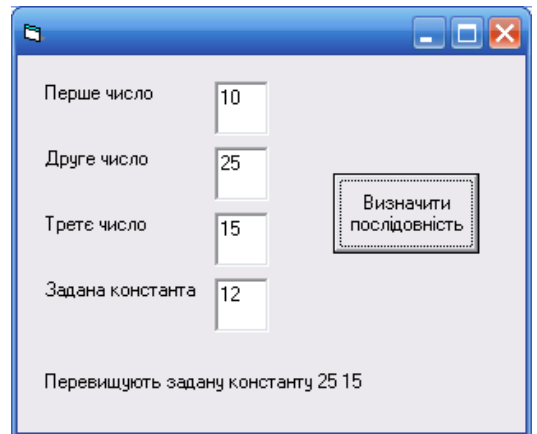 Перше число
10
Друге число
25
Третє число
15
Задана константа
12
Визначити
послідовність
Перевищують задану константу 25 15